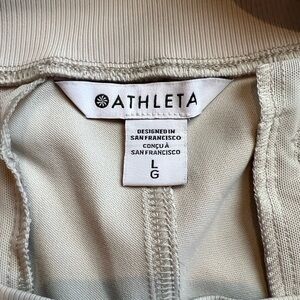 ATHLETA
DESIGNED IN
SAN FRANCISCO
CONÇU À
SAN FRANCISCO
L
G